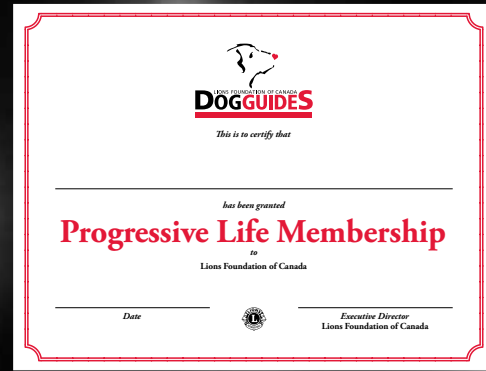 LIONS FOUNDATION OF CANADA
DOGGUIDES
This is to certify that
has been granted
Progressive Life Membership
to
Lions Foundation of Canada
Date
Executive Director
Lions Foundation of Canada